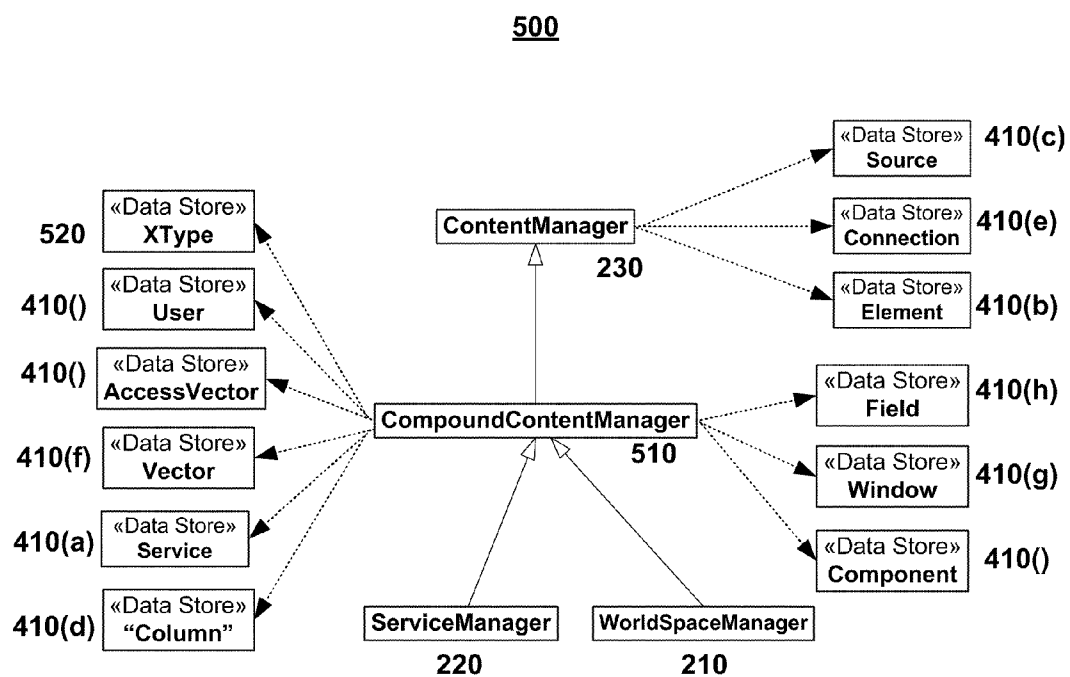 500
«Data Store»
Source
410(c)
«Data Store»
XType
520
ContentManager
230
«Data Store»
Connection
410(e)
«Data Store»
User
410()
«Data Store»
Element
410(b)
«Data Store»
AccessVector
410()
CompoundContentManager
510
«Data Store»
Field
410(h)
«Data Store»
Vector
410(f)
«Data Store»
Window
410(g)
«Data Store»
Service
410(a)
«Data Store»
Component
410()
«Data Store»
“Column”
410(d)
ServiceManager
220
WorldSpaceManager
210